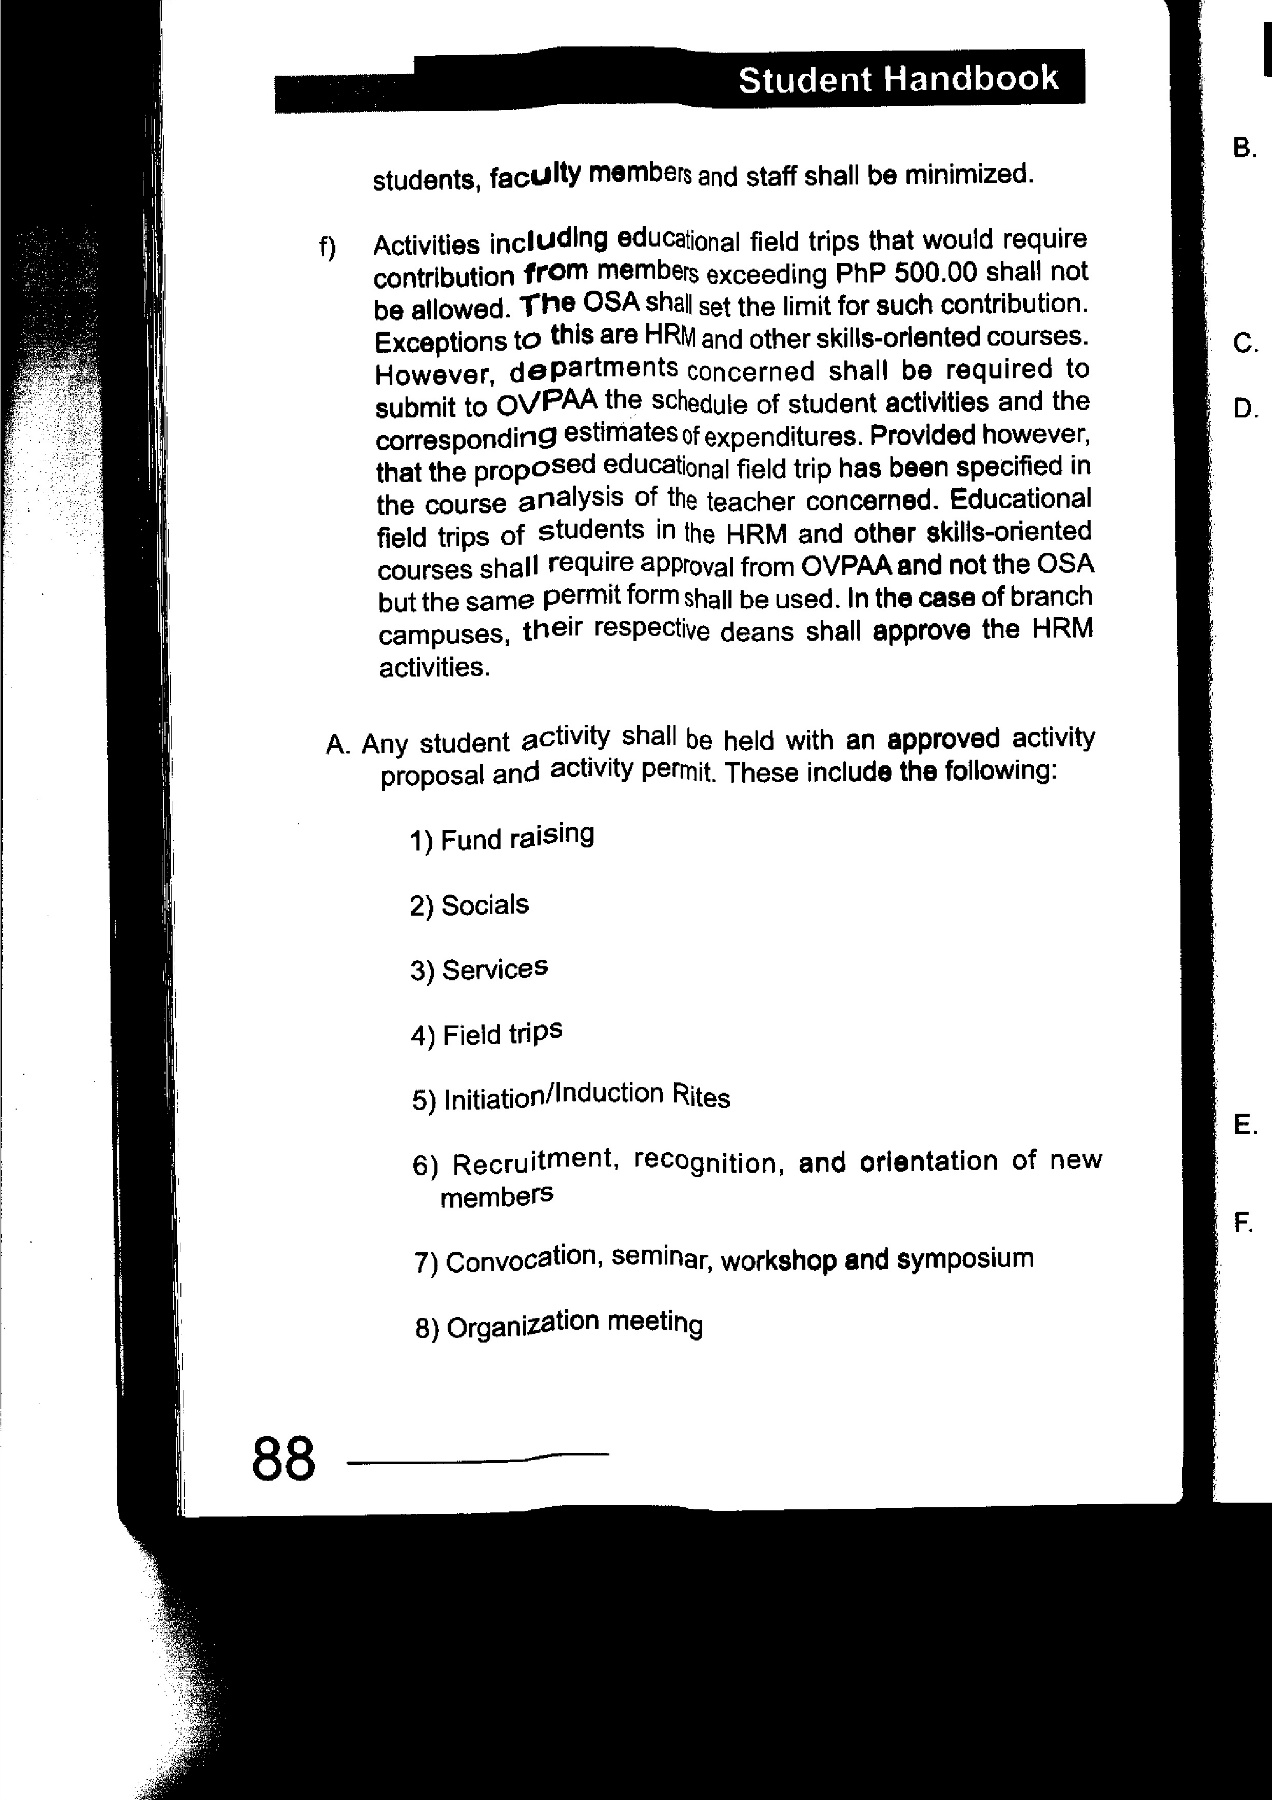 Student Handbook
students, faculty members and staff shall be minimized.
f) Activities including educational field trips that would require
contribution from members exceeding PhP 500.00 shall not
be allowed. The OSA shall set the limit for such contribution.
Exceptions to this are HRM and other skills-oriented courses.
However, departments concerned shall be required to
submit to OVPAA the schedule of student activities and the
corresponding estimates of expenditures. Provided however,
that the proposed educational field trip has been specified in
the course analysis of the teacher concerned. Educational
field trips of students in the HRM and other skills-oriented
courses shall require approval from OVPAA and not the OSA
but the same permit form shall be used. In the case of branch
campuses, their respective deans shall approve the HRM
activities.
A. Any student activity shall be held with an approved activity
proposal and activity permit. These include the following:
1) Fund raising
2) Socials
3) Services
4) Field trips
5) Initiation/Induction Rites
6) Recruitment, recognition, and orientation of new
members
7) Convocation, seminar, workshop and symposium
8) Organization meeting
88
B.
C.
D.
E.
F.